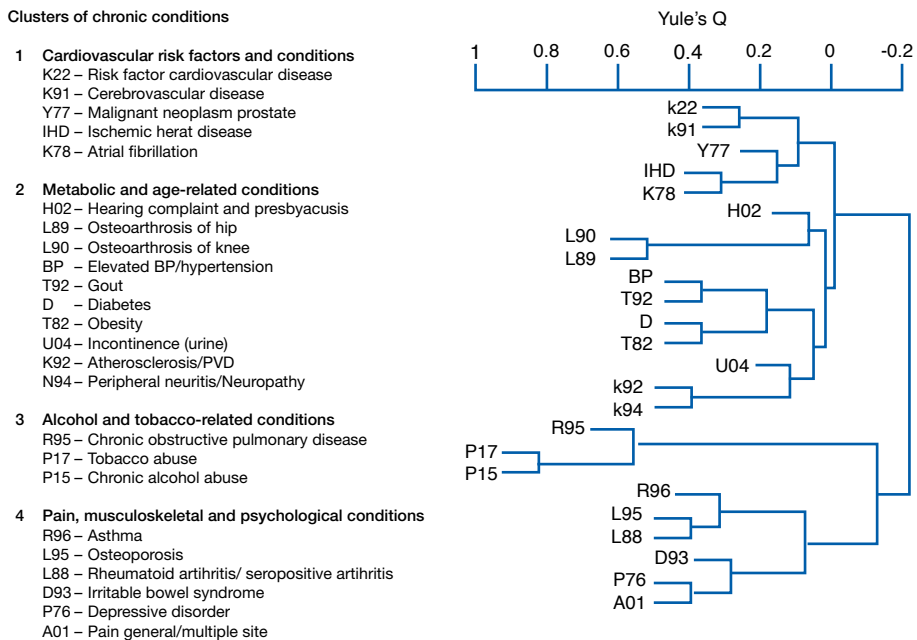 Clusters of chronic conditions
1 Cardiovascular risk factors and conditions
K22 – Risk factor cardiovascular disease
K91 – Cerebrovascular disease
Y77 – Malignant neoplasm prostate
IHD – Ischemic herat disease
K78 – Atrial fibrillation
2 Metabolic and age-related conditions
H02 – Hearing complaint and presbyacusis
L89 – Osteoarthrosis of hip
L90 – Osteoarthrosis of knee
BP – Elevated BP/hypertension
T92 – Gout
D – Diabetes
T82 – Obesity
U04 – Incontinence (urine)
K92 – Atherosclerosis/PVD
N94 – Peripheral neuritis/Neuropathy
3 Alcohol and tobacco-related conditions
R95 – Chronic obstructive pulmonary disease
P17 – Tobacco abuse
P15 – Chronic alcohol abuse
4 Pain, musculoskeletal and psychological conditions
R96 – Asthma
L95 – Osteoporosis
L88 – Rheumatoid arthiritis/ seropositive artihritis
D93 – Irritable bowel syndrome
P76 – Depressive disorder
A01 – Pain general/multiple site
Yule's Q
1 0.8 0.6 0.4 0.2 0 -0.2
k22
k91
Y77
IHD
K78
H02
L90
L89
BP
T92
D
T82
U04
k92
k94
R95
P17
P15
R96
L95
L88
D93
P76
A01